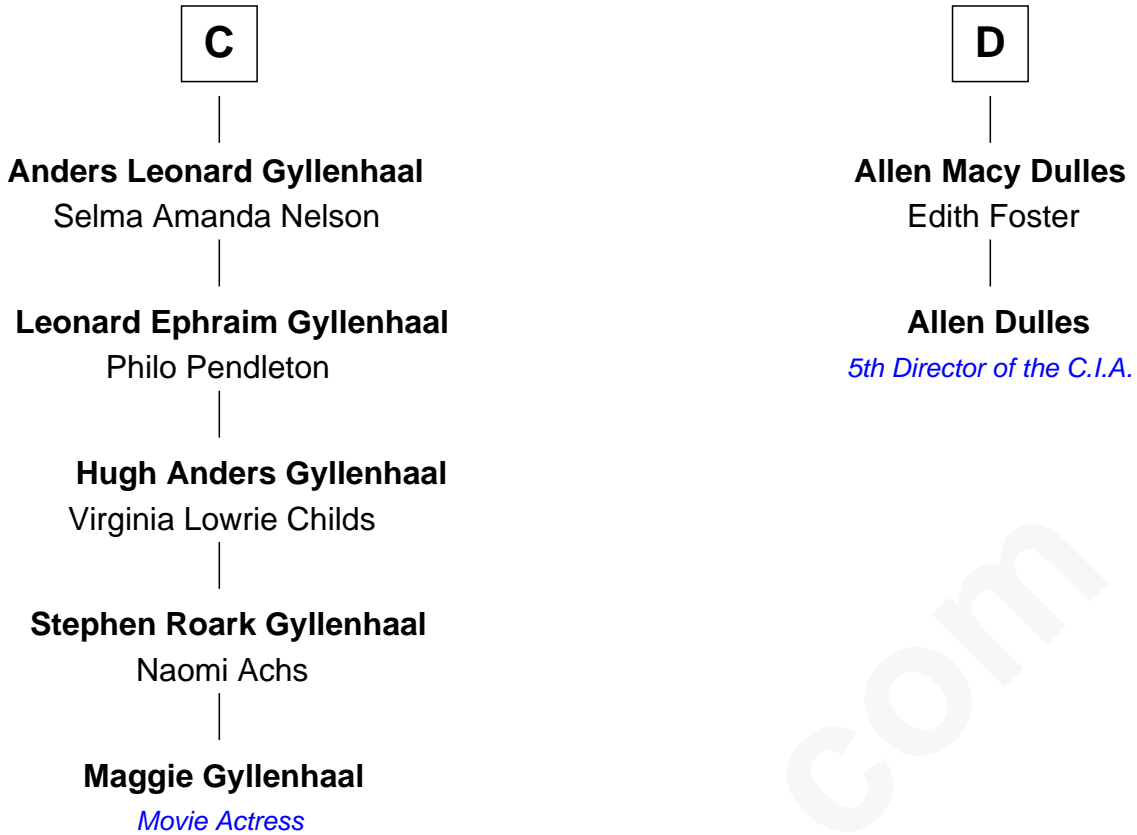 C
Anders Leonard Gyllenhaal
Selma Amanda Nelson
Leonard Ephraim Gyllenhaal
Philo Pendleton
Hugh Anders Gyllenhaal
Virginia Lowrie Childs
Stephen Roark Gyllenhaal
Naomi Achs
Maggie Gyllenhaal
Movie Actress
D
Allen Macy Dulles
Edith Foster
Allen Dulles
5th Director of the C.I.A.
com